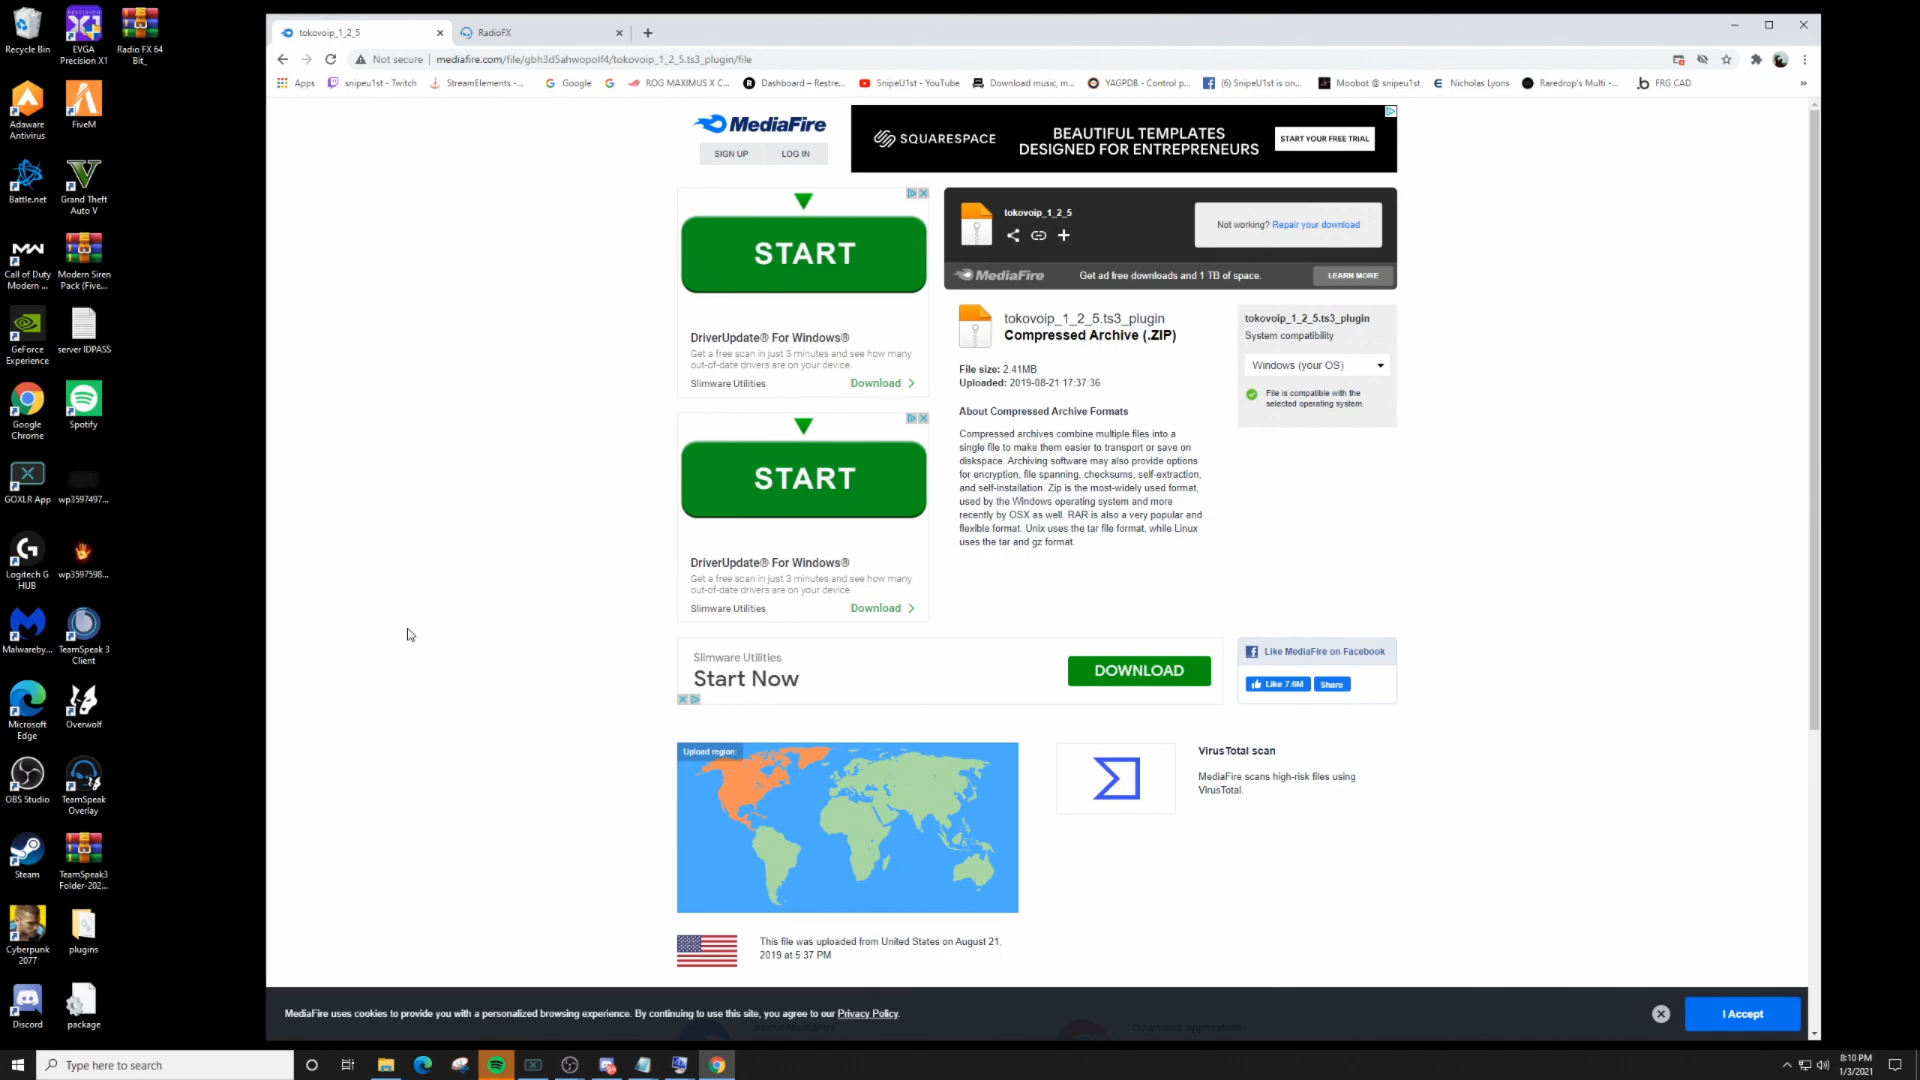 Recycle Bin
EVGA
Precision X1
Radio FX 64
Bit_
Adaware
Antivirus
FiveM
Battle.net
Grand Theft
Auto V
Call of Duty
Modern ...
Modern Siren
Pack (Five...
GeForce
Experience
server IDPASS
Google
Chrome
Spotify
GOXLR App
wp3597497...
Logitech G
HUB
wp3597598...
Malwareby...
TeamSpeak 3
Client
Microsoft
Edge
Overwolf
OBS Studio
TeamSpeak
Overlay
Steam
TeamSpeak3
Folder-202...
Cyberpunk
2077
plugins
Discord
package
tokovoip_1_2_5
RadioFX
Not secure
mediafire.com/file/gbh3d5ahwopolf4/tokovoip_1_2_5.ts3_plugin/file
Apps
snipeu1st - Twitch
StreamElements -...
Google
ROG MAXIMUS X C...
Dashboard – Restre...
SnipeU1st - YouTube
Download music, m...
YAGPDB - Control p...
(6) SnipeU1st is on...
Moobot @ snipeu1st
Nicholas Lyons
Raredrop's Multi -...
FRG CAD
»
MediaFire
SIGN UP
LOG IN
SQUARESPACE
BEAUTIFUL TEMPLATES
DESIGNED FOR ENTREPRENEURS
START YOUR FREE TRIAL
START
DriverUpdate® For Windows®
Get a free scan in just 3 minutes and see how many
out-of-date drivers are on your device.
Slimware Utilities
Download
START
DriverUpdate® For Windows®
Get a free scan in just 3 minutes and see how many
out-of-date drivers are on your device.
Slimware Utilities
Download
tokovoip_1_2_5
Not working? Repair your download
MediaFire
Get ad free downloads and 1 TB of space.
LEARN MORE
tokovoip_1_2_5.ts3_plugin
Compressed Archive (.ZIP)
File size: 2.41MB
Uploaded: 2019-08-21 17:37:36
About Compressed Archive Formats
Compressed archives combine multiple files into a
single file to make them easier to transport or save on
diskspace. Archiving software may also provide options
for encryption, file spanning, checksums, self-extraction,
and self-installation. Zip is the most-widely used format,
used by the Windows operating system and more
recently by OSX as well. RAR is also a very popular and
flexible format. Unix uses the tar file format, while Linux
uses the tar and gz format.
tokovoip_1_2_5.ts3_plugin
System compatibility
Windows (your OS)
File is compatible with the
selected operating system.
Slimware Utilities
Start Now
DOWNLOAD
Like MediaFire on Facebook
Like 7.6M
Share
Upload region:
VirusTotal scan
MediaFire scans high-risk files using
VirusTotal.
This file was uploaded from United States on August 21,
2019 at 5:37 PM
MediaFire uses cookies to provide you with a personalized browsing experience. By continuing to use this site, you agree to our Privacy Policy.
I Accept
About MediaFire
Download application
Type here to search
8:10 PM
1/3/2021